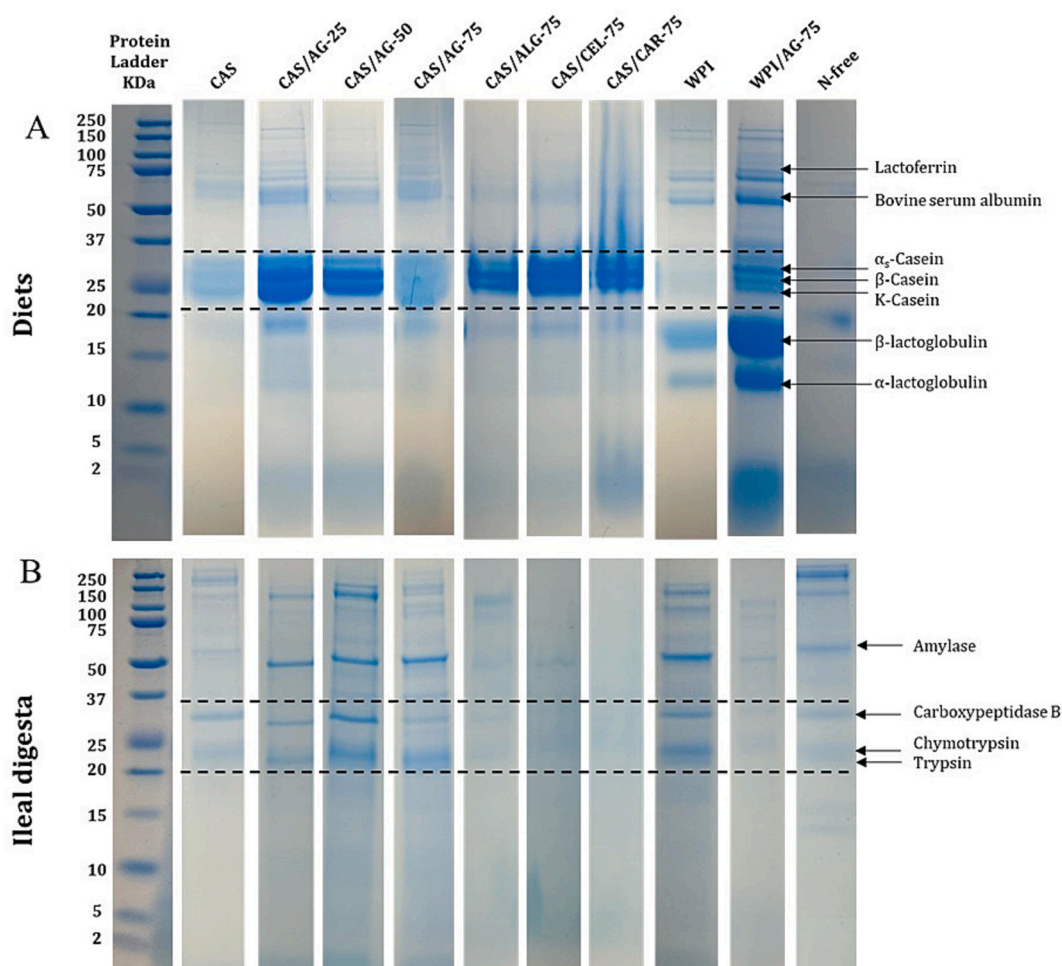 Protein
Ladder
KDa
CAS
CAS/AG-25
CAS/AG-50
CAS/AG-75
CAS/ALG-75
CAS/CEL-75
CAS/CAR-75
WPI
WPI/AG-75
N-free
A
Diets
250
150
100
75
50
37
25
20
15
10
5
2
Lactoferrin
Bovine serum albumin
αs-Casein
β-Casein
K-Casein
β-lactoglobulin
α-lactoglobulin
B
Ileal digesta
250
150
100
75
50
37
25
20
15
10
5
2
Amylase
Carboxypeptidase B
Chymotrypsin
Trypsin